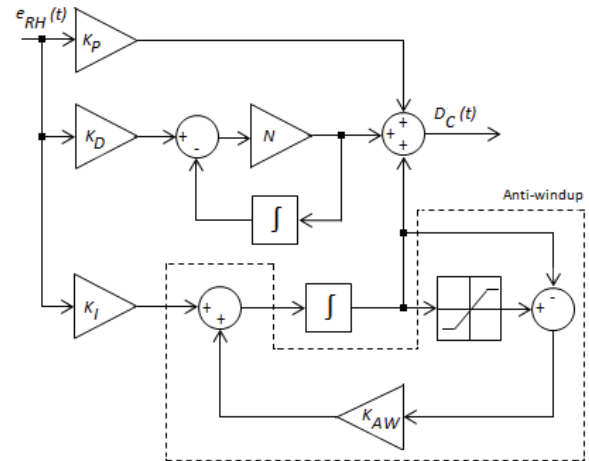 e_RH (t)
K_P
D_C (t)
K_D
N
∫
Anti-windup
K_I
∫
K_AW
+
+
+
+
-
+
+
+
-